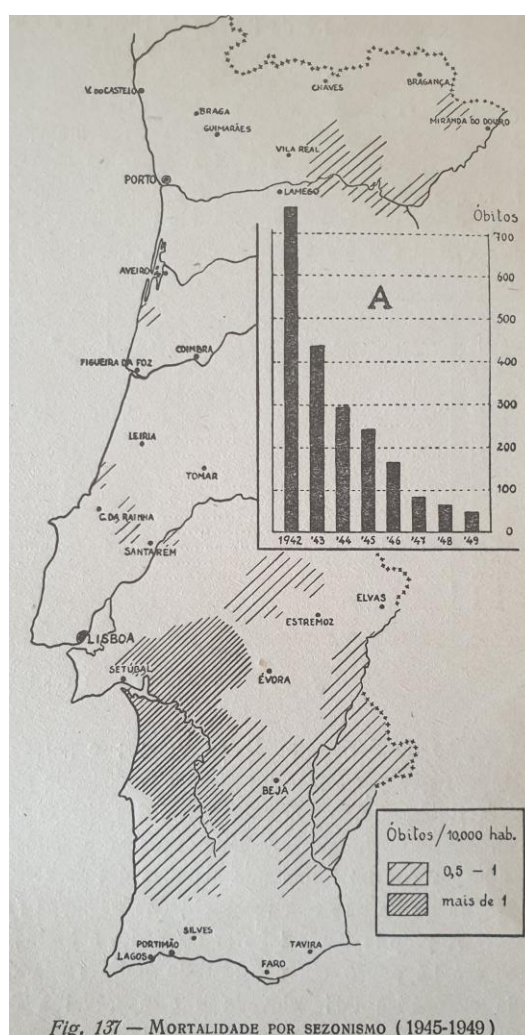 CHAVES
BRAGANÇA
V. DO CASTELO
BRAGA
GUIMARÃES
MIRANDA DO DOURO
VILA REAL
PORTO
LAMEGO
Óbitos
700
A
600
AVEIRO
500
COIMBRA
FIGUEIRA DA FOZ
400
300
LEIRIA
TOMAR
200
C. DA RAINHA
100
SANTAREM
0
1942 '43 '44 '45 '46 '47 '48 '49
ELVAS
ESTREMOZ
LISBOA
SETÚBAL
ÉVORA
BEJA
Óbitos/10.000 hab.
0,5 – 1
mais de 1
SILVES
PORTIMÃO
TAVIRA
LAGOS
FARO
Fig. 137 — MORTALIDADE POR SEZONISMO (1945-1949)